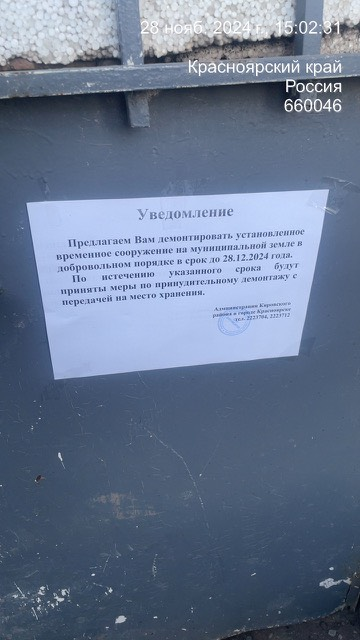 28 нояб. 2024 г. 15:02:31
Красноярский край
Россия
660046
Уведомление
Предлагаем Вам демонтировать установленное
временное сооружение на муниципальной земле в
добровольном порядке в срок до 28.12.2024 года.
По истечению указанного срока будут
приняты меры по принудительному демонтажу с
передачей на место хранения.
Администрация Кировского
района в городе Красноярске
тел. 2223704, 2223712